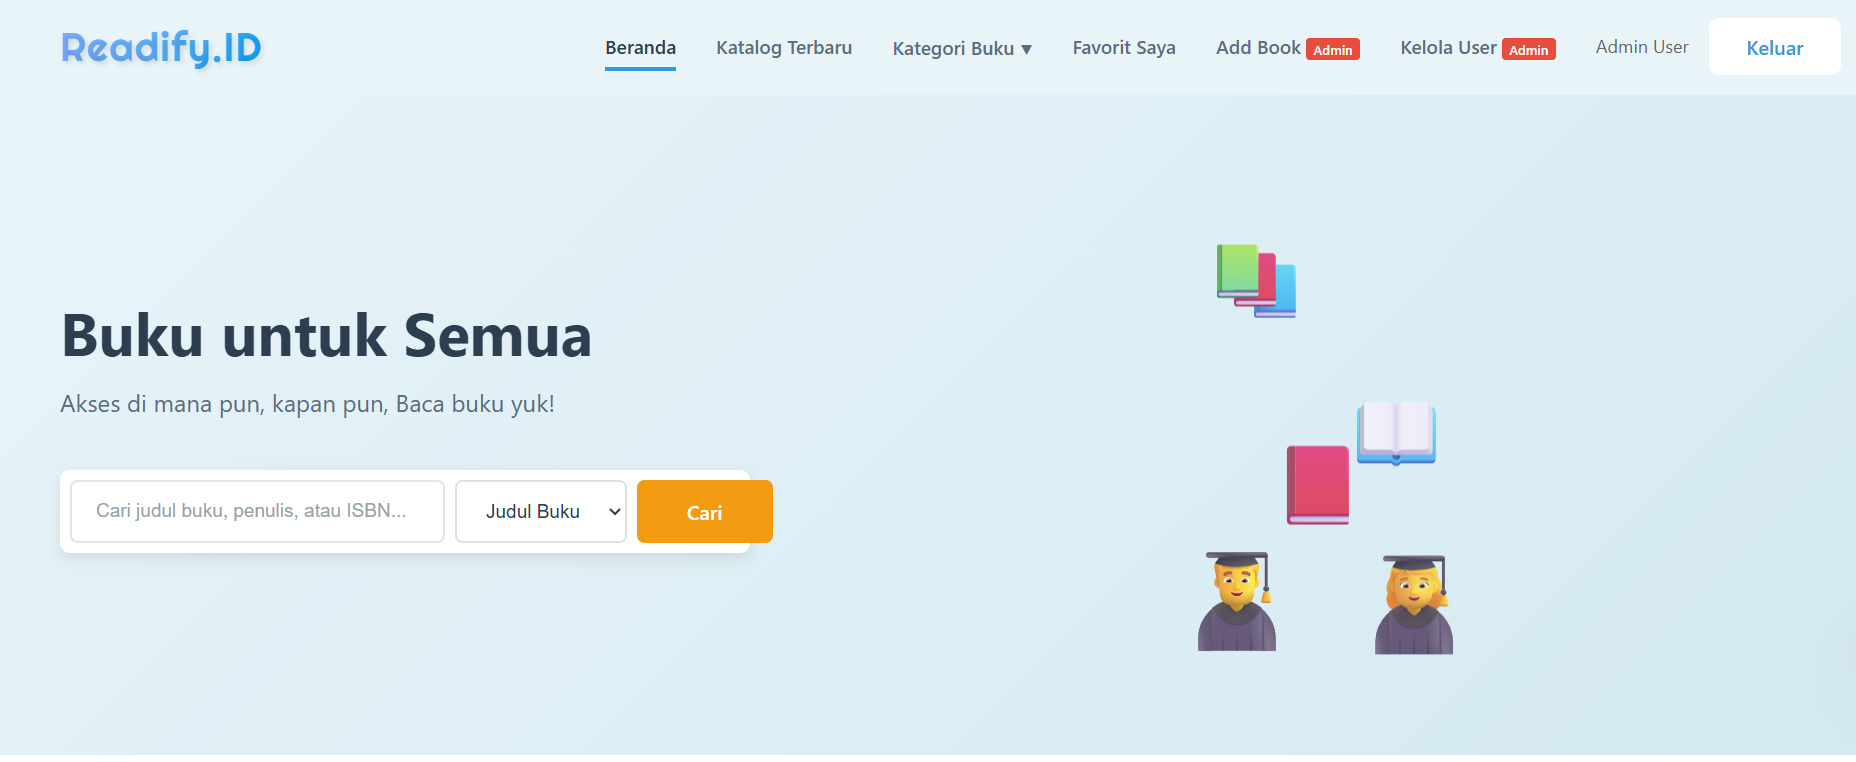 Readify.ID
Beranda Katalog Terbaru Kategori Buku ▼ Favorit Saya Add Book Admin Kelola User Admin Admin User Keluar
Buku untuk Semua
Akses di mana pun, kapan pun, Baca buku yuk!
Cari judul buku, penulis, atau ISBN... Judul Buku Cari